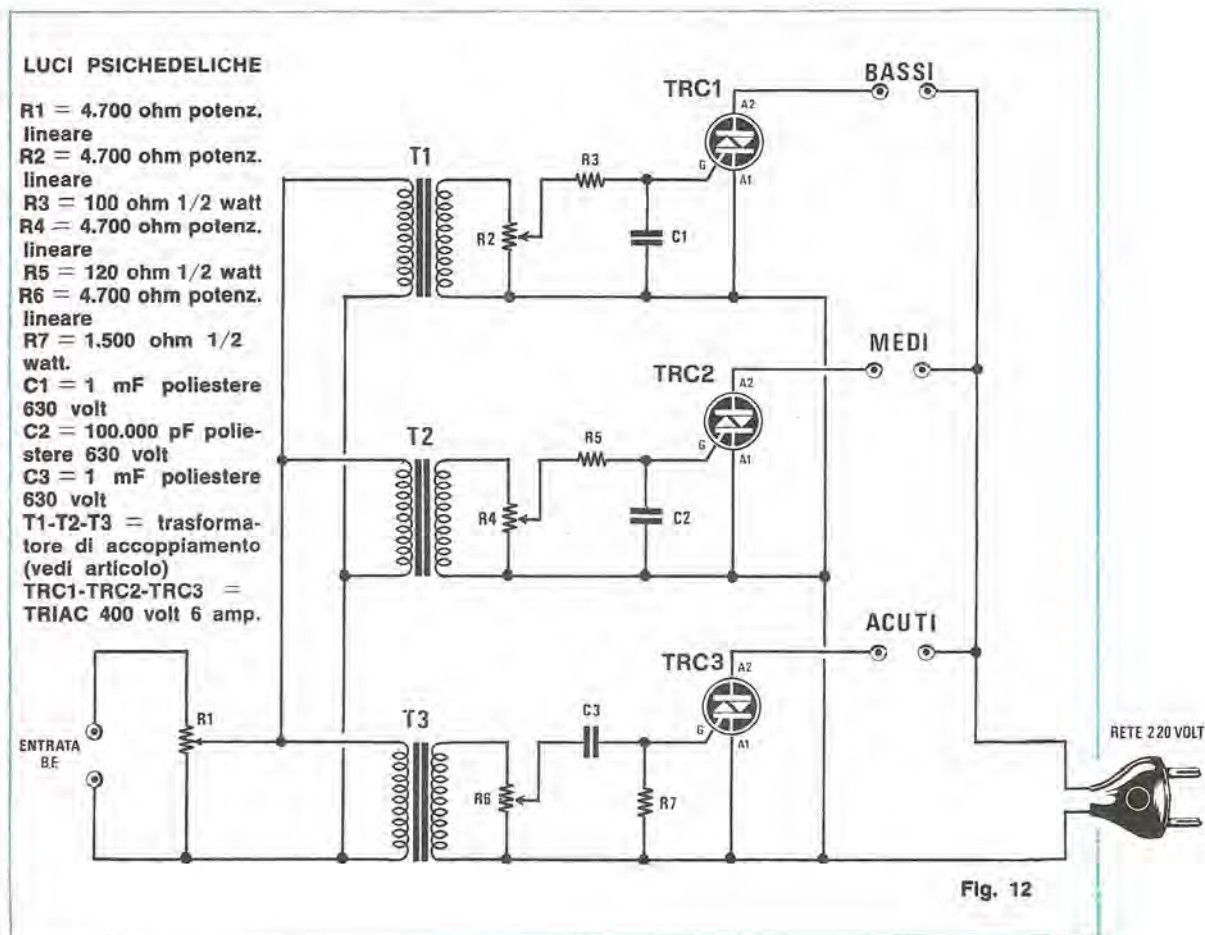 LUCI PSICHEDELICHE
R1 = 4.700 ohm potenz.
lineare
R2 = 4.700 ohm potenz.
lineare
R3 = 100 ohm 1/2 watt
R4 = 4.700 ohm potenz.
lineare
R5 = 120 ohm 1/2 watt
R6 = 4.700 ohm potenz.
lineare
R7 = 1.500 ohm 1/2
watt.
C1 = 1 mF poliestere
630 volt
C2 = 100.000 pF polie-
stere 630 volt
C3 = 1 mF poliestere
630 volt
T1-T2-T3 = trasforma-
tore di accoppiamento
(vedi articolo)
TRC1-TRC2-TRC3 =
TRIAC 400 volt 6 amp.
TRC1
A2
BASSI
T1
R3
G
A1
R2
C1
TRC2
A2
MEDI
T2
R5
G
A1
R4
C2
TRC3
A2
ACUTI
T3
C3
G
A1
R1
ENTRATA
B.F.
R6
R7
RETE 220 VOLT
Fig. 12